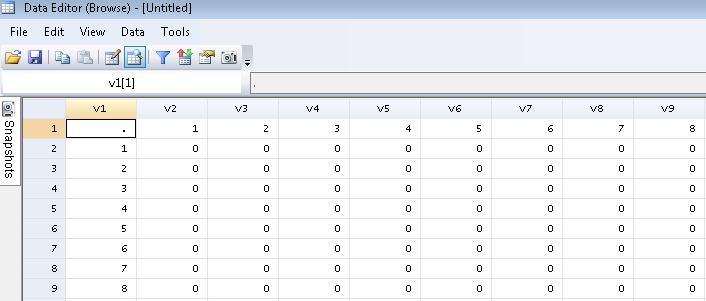 Data Editor (Browse) - [Untitled]
File Edit View Data Tools
v1[1] .
Snapshots
v1 v2 v3 v4 v5 v6 v7 v8 v9
1 . 1 2 3 4 5 6 7 8
2 1 0 0 0 0 0 0 0 0
3 2 0 0 0 0 0 0 0 0
4 3 0 0 0 0 0 0 0 0
5 4 0 0 0 0 0 0 0 0
6 5 0 0 0 0 0 0 0 0
7 6 0 0 0 0 0 0 0 0
8 7 0 0 0 0 0 0 0 0
9 8 0 0 0 0 0 0 0 0